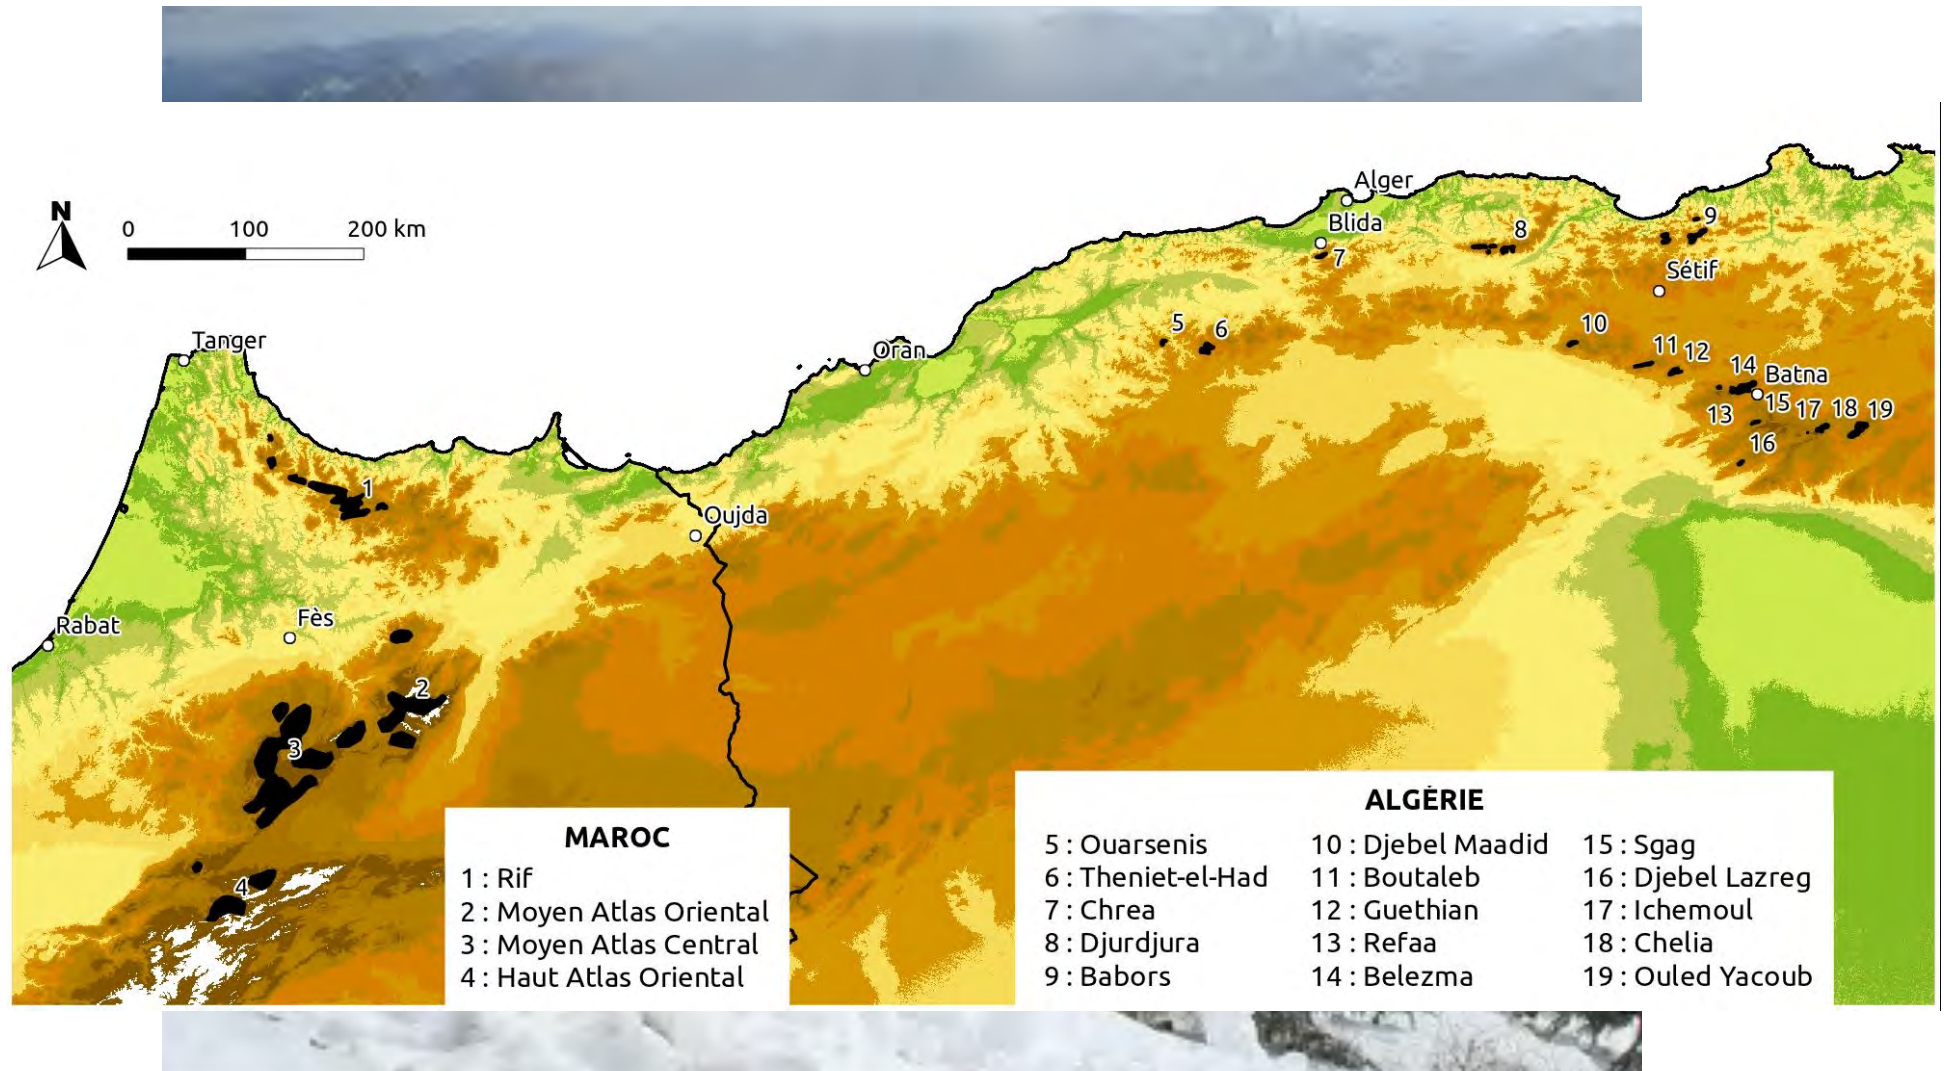 N
0 100 200 km
Alger
Blida
7
8
9
Sétif
Tanger
Oran
5
6
10
11
12
14
Batna
13
15
17
18
19
16
1
Oujda
Rabat
Fès
2
3
4
MAROC
1 : Rif
2 : Moyen Atlas Oriental
3 : Moyen Atlas Central
4 : Haut Atlas Oriental
ALGÉRIE
5 : Ouarsenis
6 : Theniet-el-Had
7 : Chrea
8 : Djurdjura
9 : Babors
10 : Djebel Maadid
11 : Boutaleb
12 : Guethian
13 : Refaa
14 : Belezma
15 : Sgag
16 : Djebel Lazreg
17 : Ichemoul
18 : Chelia
19 : Ouled Yacoub